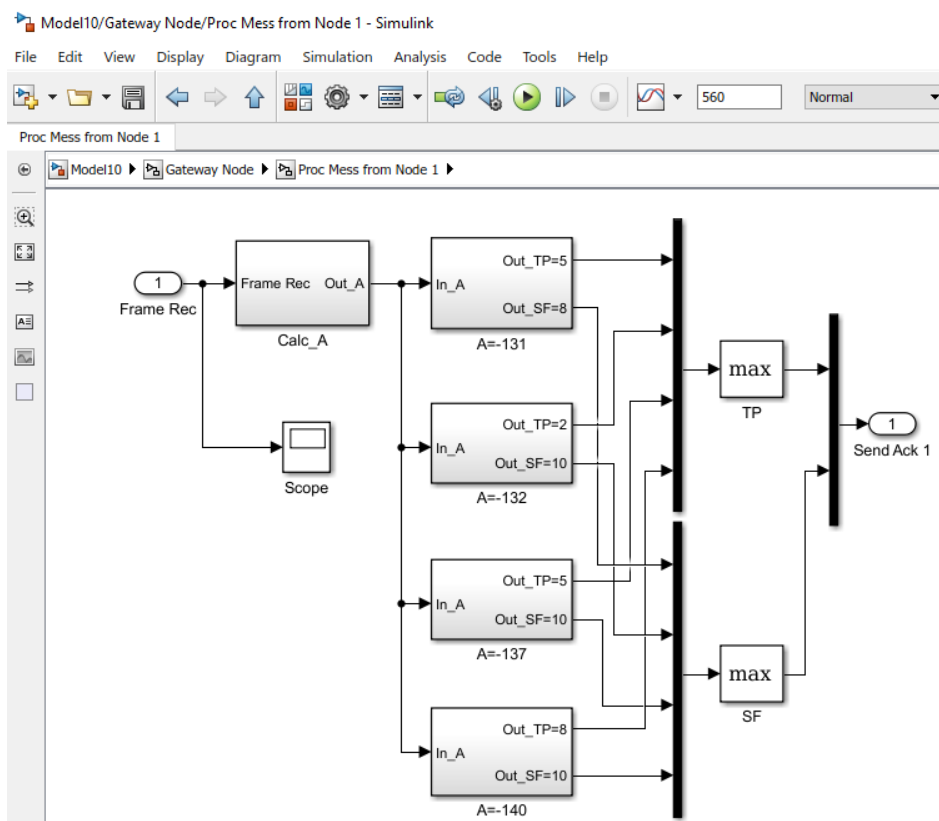 Model10/Gateway Node/Proc Mess from Node 1 - Simulink
File Edit View Display Diagram Simulation Analysis Code Tools Help
560 Normal
Proc Mess from Node 1
Model10 Gateway Node Proc Mess from Node 1
1
Frame Rec
Frame Rec Out_A
Calc_A
Scope
In_A
Out_TP=5
Out_SF=8
A=-131
In_A
Out_TP=2
Out_SF=10
A=-132
In_A
Out_TP=5
Out_SF=10
A=-137
In_A
Out_TP=8
Out_SF=10
A=-140
max
TP
max
SF
1
Send Ack 1